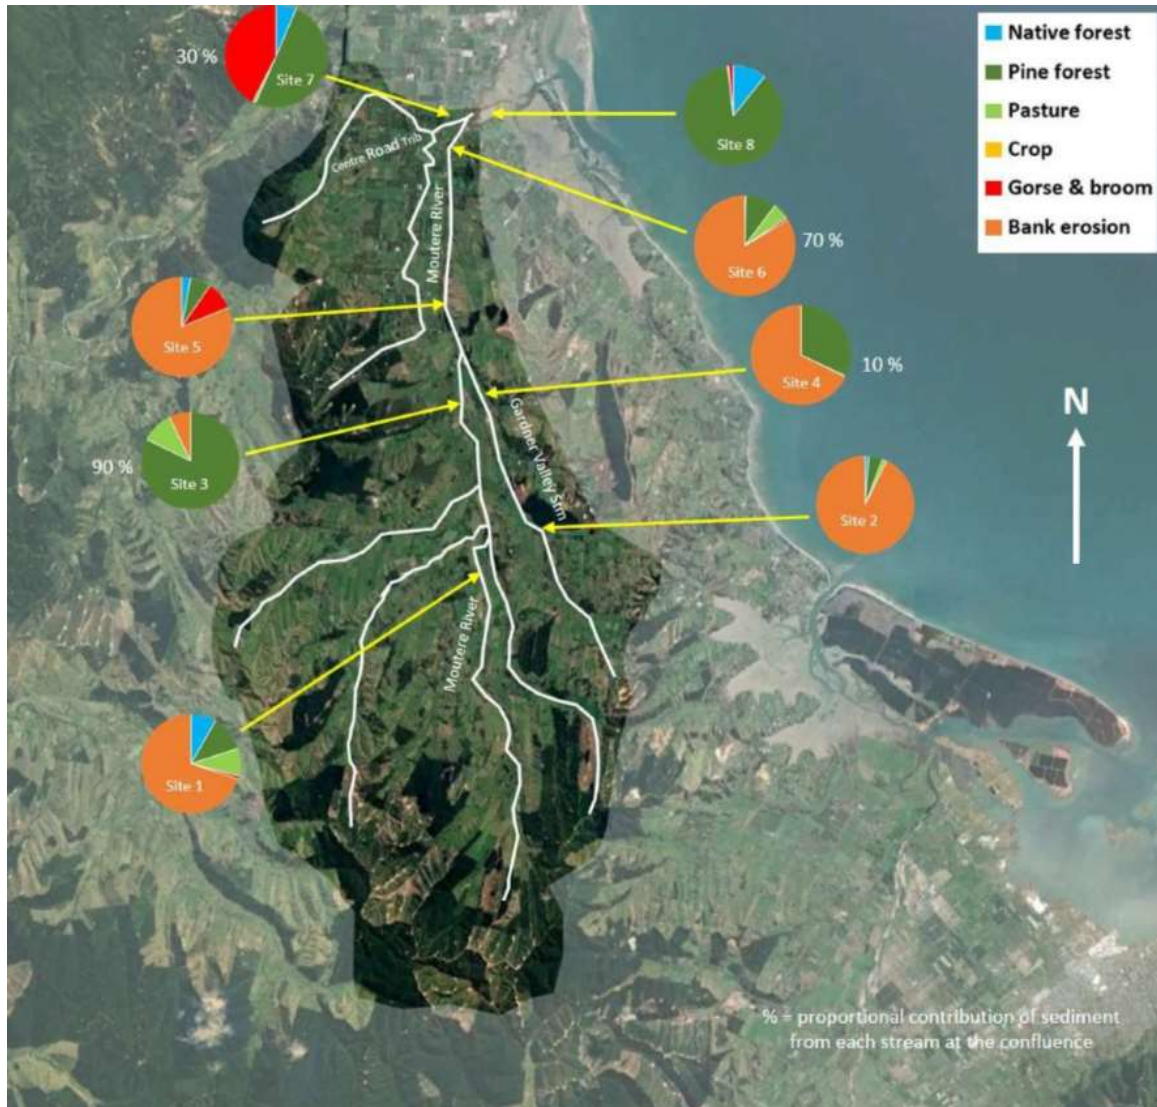 Native forest
Pine forest
Pasture
Crop
Gorse & broom
Bank erosion
30 %
Site 7
Site 8
Centre Road Trib
Moutere River
Site 6
70 %
Site 5
Site 4
10 %
Gardner Valley Strm
N
90 %
Site 3
Site 2
Moutere River
Site 1
% = proportional contribution of sediment
from each stream at the confluence